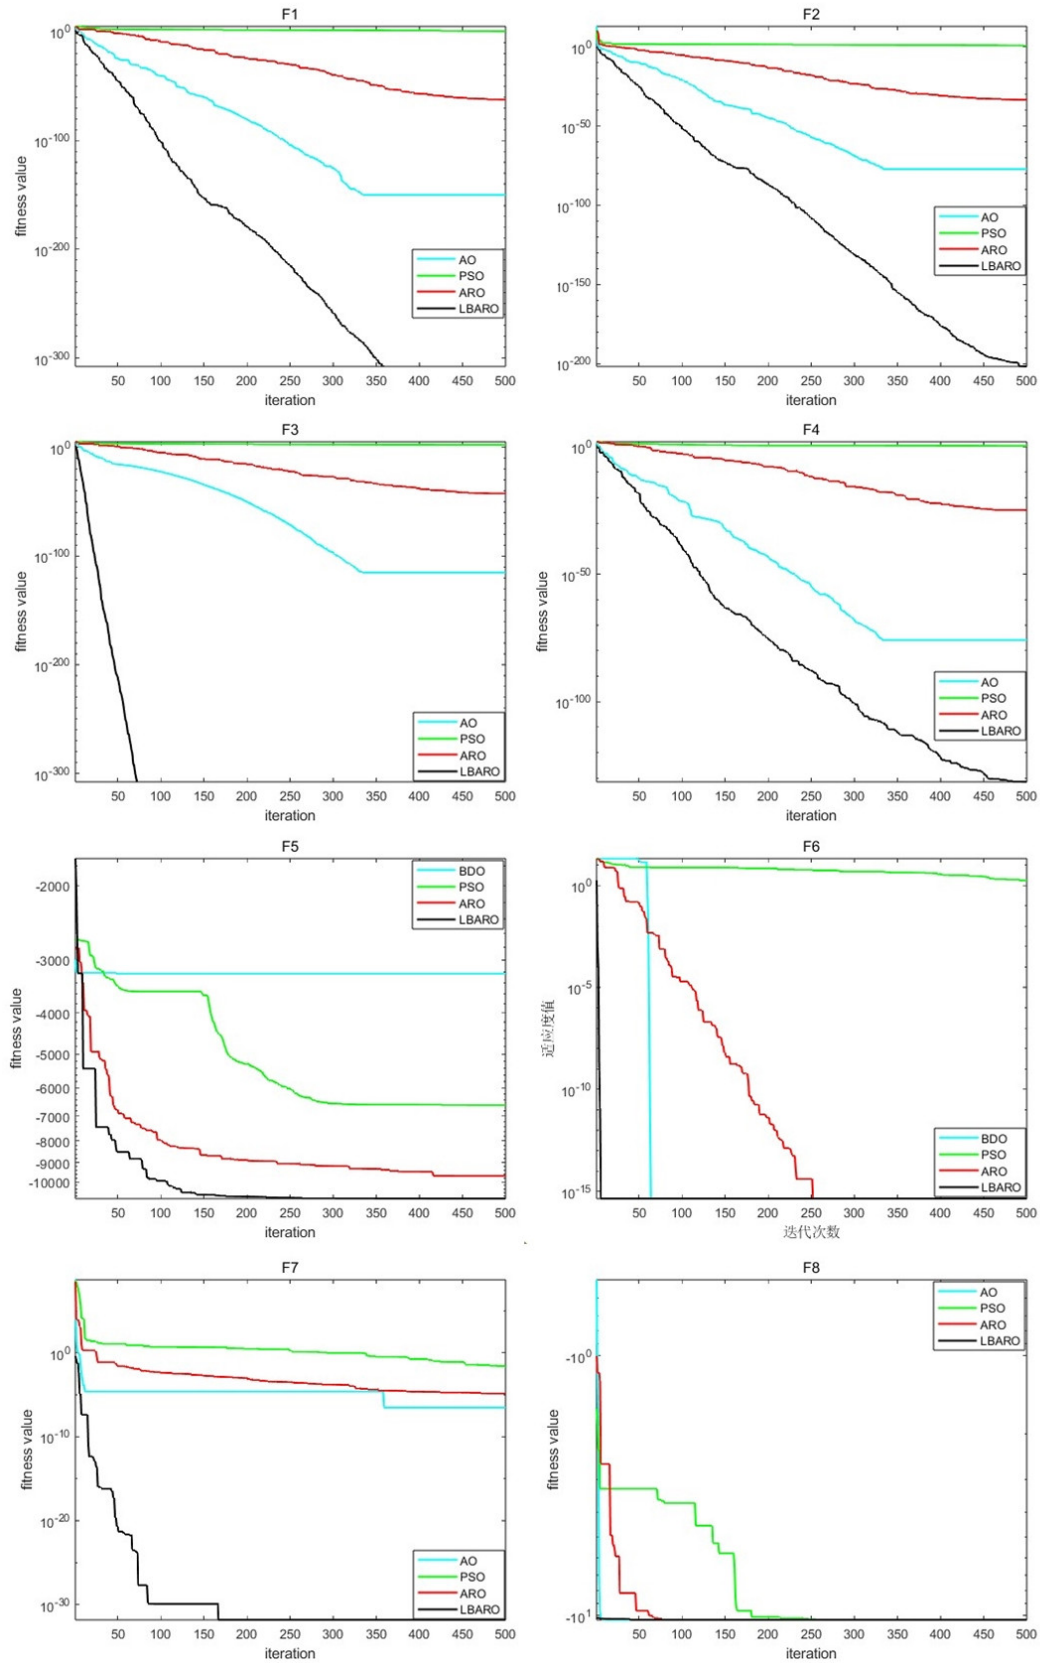 F1
fitness value
10^0
10^-100
10^-200
10^-300
AO
PSO
ARO
LBARO
50 100 150 200 250 300 350 400 450 500
iteration
F2
10^0
10^-50
10^-100
10^-150
10^-200
AO
PSO
ARO
LBARO
50 100 150 200 250 300 350 400 450 500
iteration
F3
fitness value
10^0
10^-100
10^-200
10^-300
AO
PSO
ARO
LBARO
50 100 150 200 250 300 350 400 450 500
iteration
F4
fitness value
10^0
10^-50
10^-100
AO
PSO
ARO
LBARO
50 100 150 200 250 300 350 400 450 500
iteration
F5
fitness value
-2000
-3000
-4000
-5000
-6000
-7000
-8000
-9000
-10000
BDO
PSO
ARO
LBARO
50 100 150 200 250 300 350 400 450 500
iteration
F6
适应度值
10^0
10^-5
10^-10
10^-15
BDO
PSO
ARO
LBARO
50 100 150 200 250 300 350 400 450 500
迭代次数
F7
fitness value
10^0
10^-10
10^-20
10^-30
AO
PSO
ARO
LBARO
50 100 150 200 250 300 350 400 450 500
iteration
F8
fitness value
-10^0
-10^1
AO
PSO
ARO
LBARO
50 100 150 200 250 300 350 400 450 500
iteration